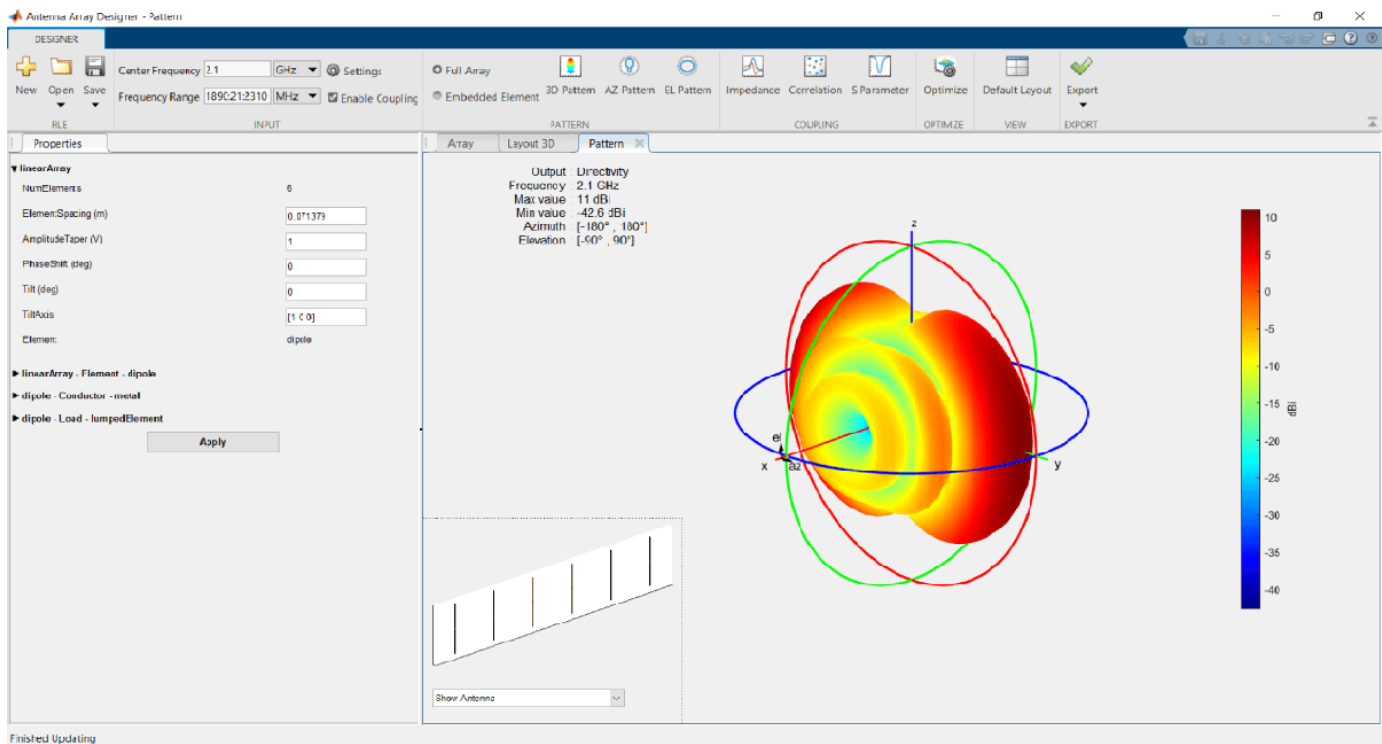 Antenna Array Designer - Pattern
DESIGNER
New Open Save
Center Frequency 2.1 GHz Settings
Frequency Range 1890:21:2310 MHz Enable Coupling
Full Array
Embedded Element
3D Pattern AZ Pattern EL Pattern
Impedance Correlation S Parameter
Optimize
Default Layout
Export
FILE INPUT PATTERN COUPLING OPTIMIZE VIEW EXPORT
Properties
Array Layout 3D Pattern
linearArray
NumElements 6
ElementSpacing (m) 0.071379
AmplitudeTaper (V) 1
PhaseShift (deg) 0
Tilt (deg) 0
TiltAxis [1 0 0]
Element: dipole
linearArray - Element - dipole
dipole - Conductor - metal
dipole - Load - lumpedElement
Apply
Output : Directivity
Frequency : 2.1 GHz
Max value : 11 dBi
Min value : -42.6 dBi
Azimuth : [-180° , 180°]
Elevation : [-90° , 90°]
z
el
x
az
y
10
5
0
-5
-10
-15
-20
-25
-30
-35
-40
dBi
Show Antenna
Finished Updating